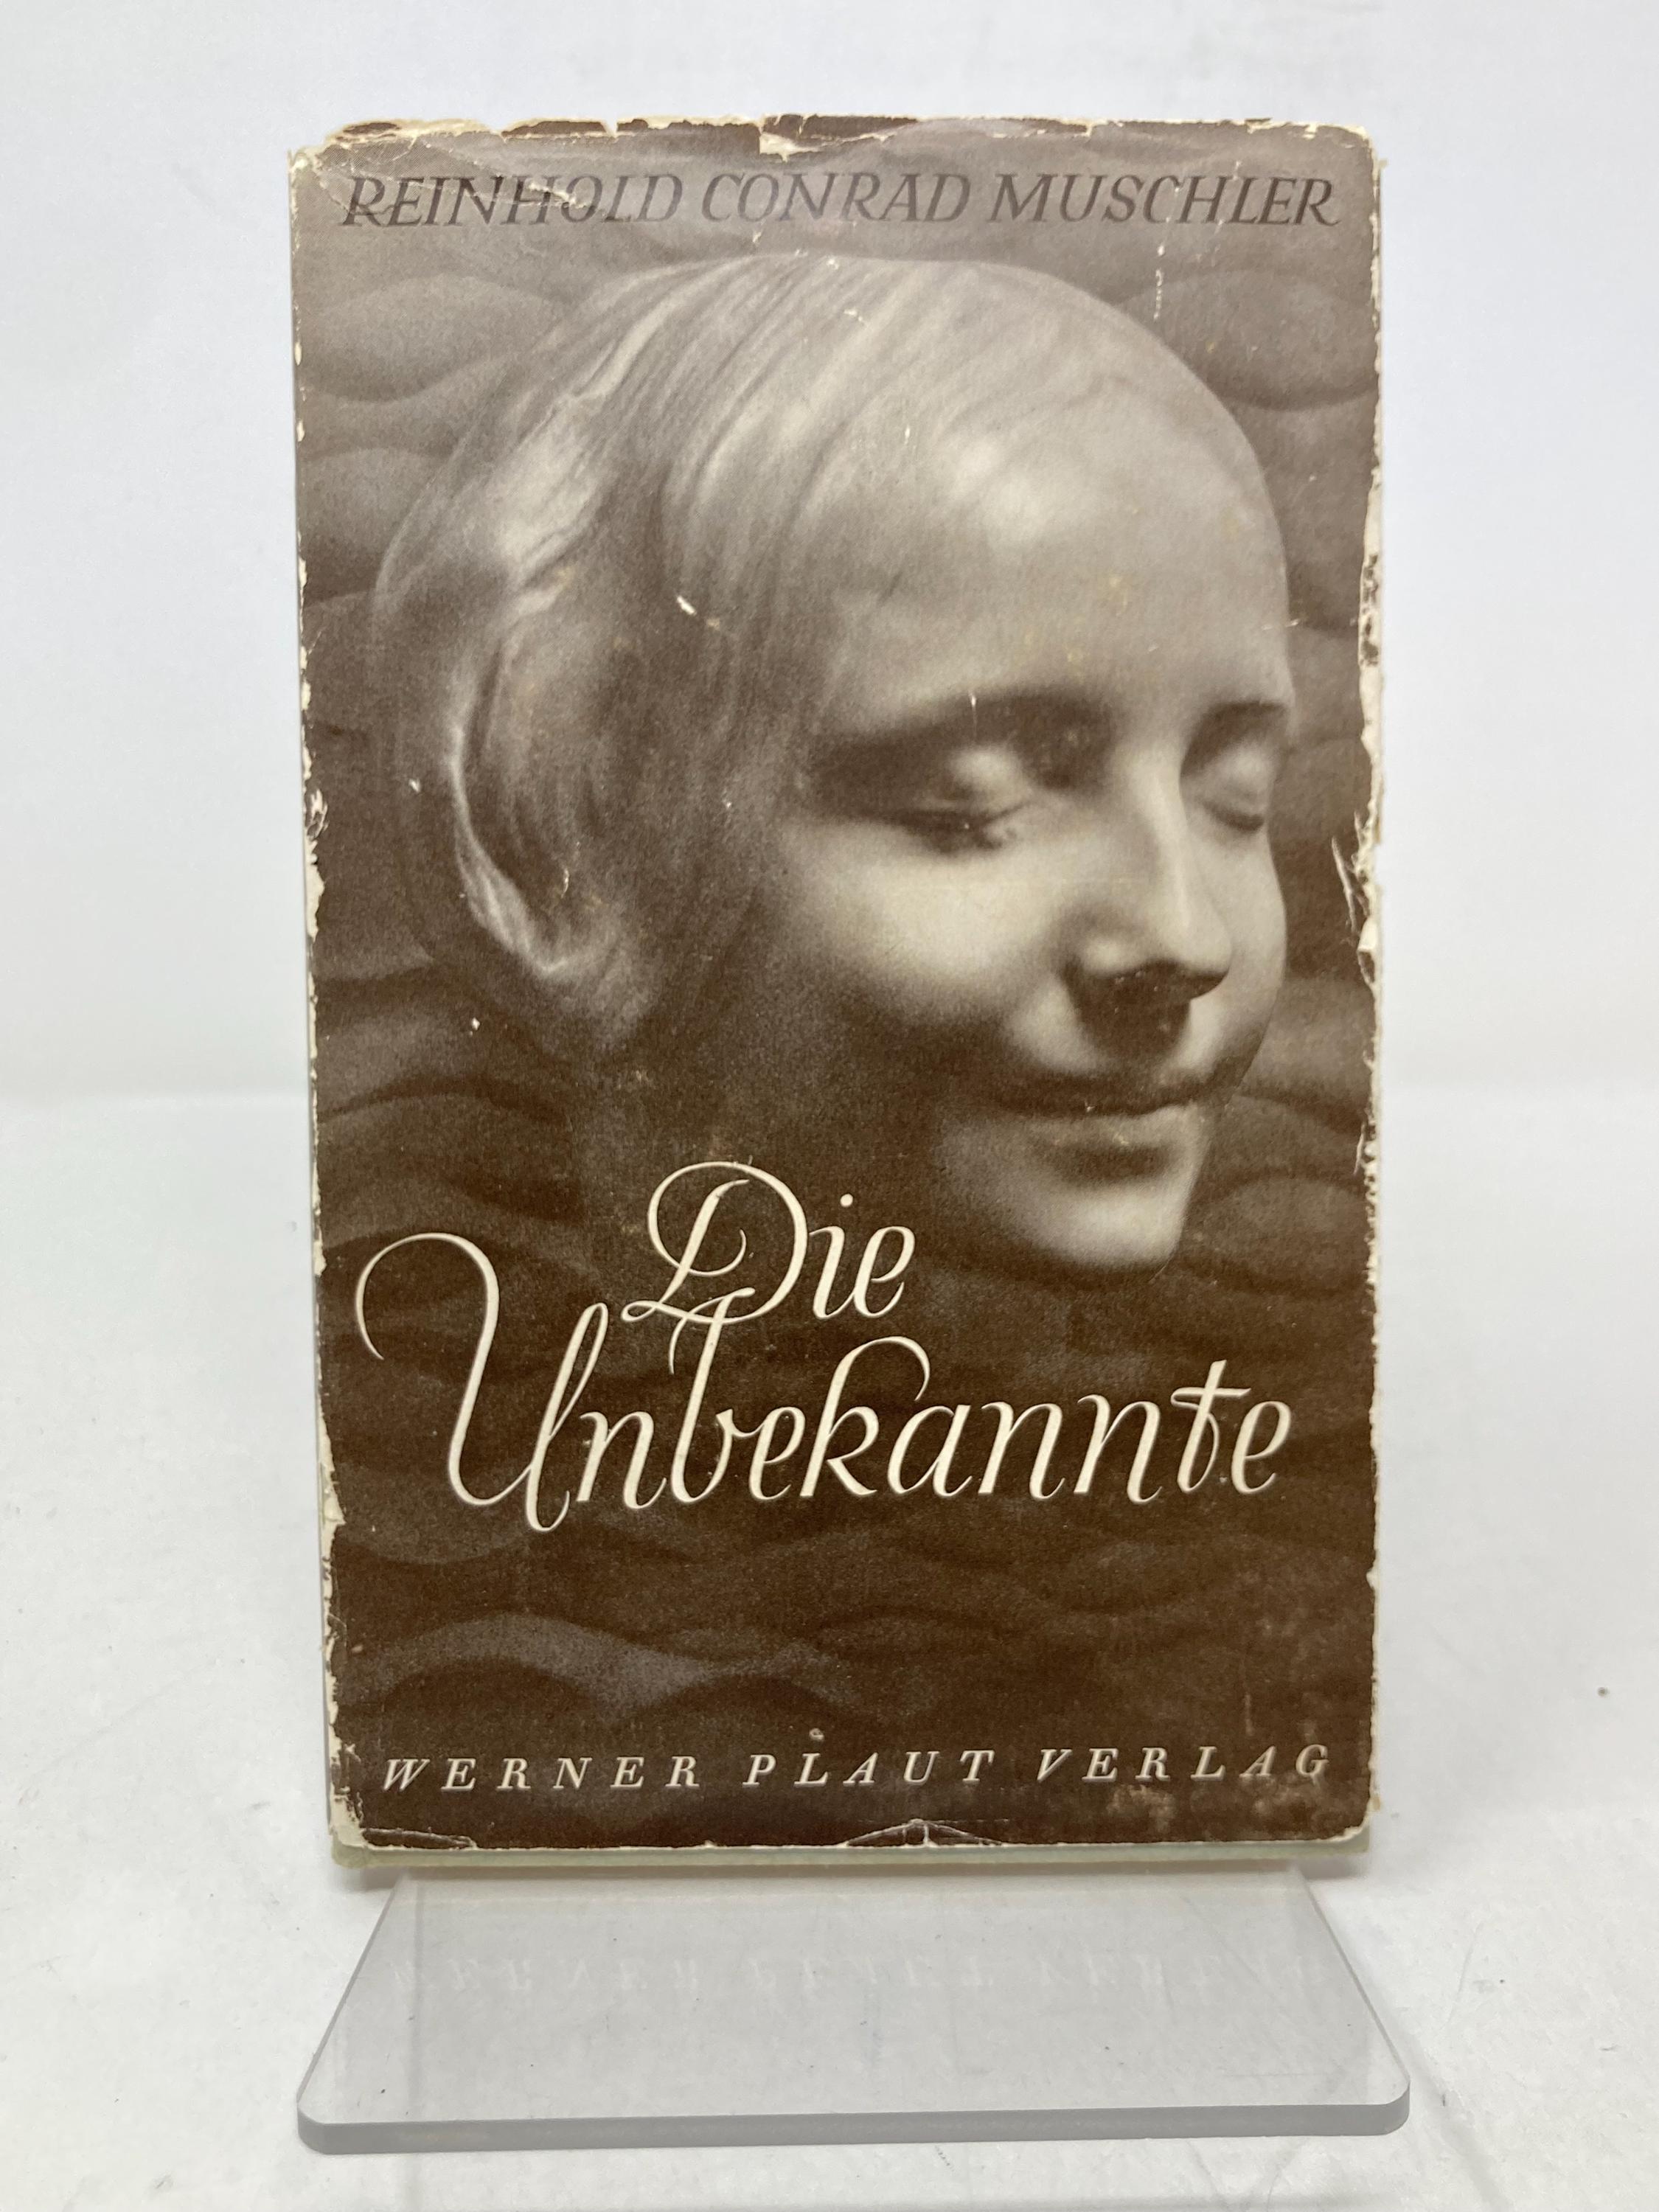 REINHOLD CONRAD MUSCHLER
Die
Unbekannte
WERNER PLAUT VERLAG